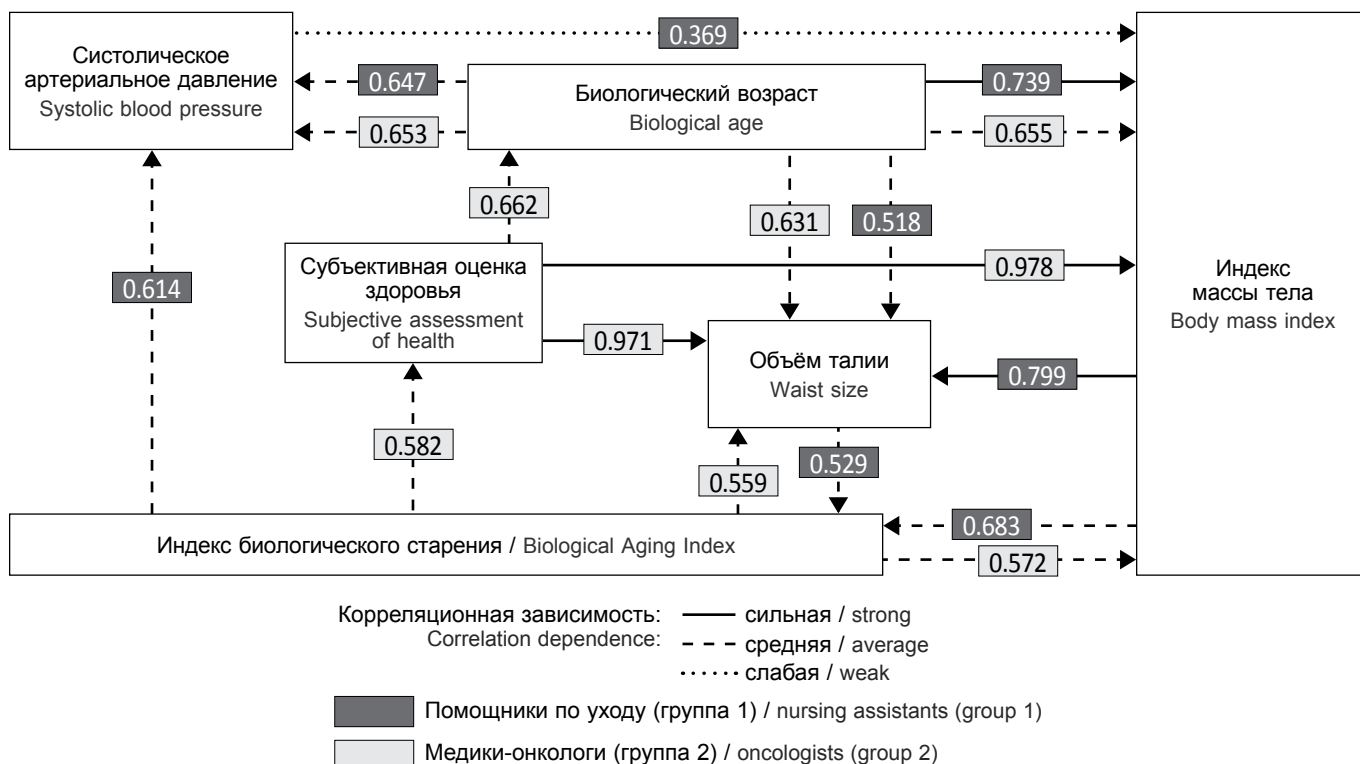 0.369
Систолическое
артериальное давление
Systolic blood pressure
0.647
0.653
Биологический возраст
Biological age
0.739
0.655
0.662
0.631
0.518
0.614
Субъективная оценка
здоровья
Subjective assessment
of health
0.978
0.971
Объём талии
Waist size
0.799
Индекс
массы тела
Body mass index
0.582
0.559
0.529
Индекс биологического старения / Biological Aging Index
0.683
0.572
Корреляционная зависимость:
Correlation dependence:
сильная / strong
средняя / average
слабая / weak
Помощники по уходу (группа 1) / nursing assistants (group 1)
Медики-онкологи (группа 2) / oncologists (group 2)